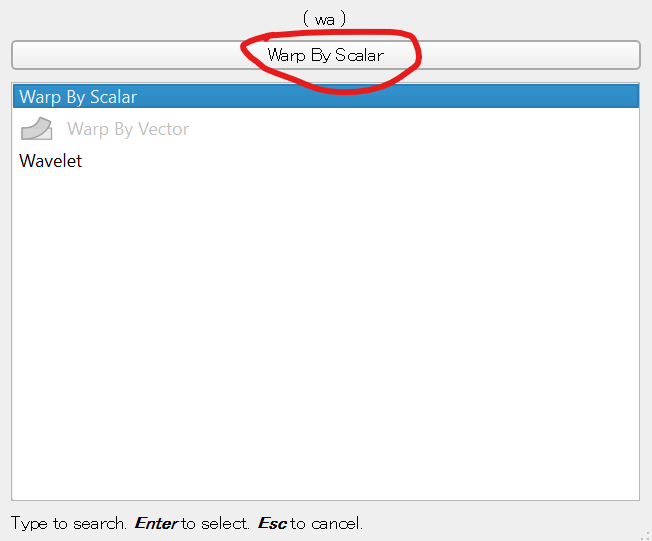 ( wa )
Warp By Scalar
Warp By Scalar
Warp By Vector
Wavelet
Type to search. Enter to select. Esc to cancel.